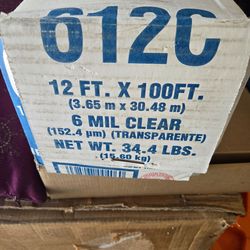 612C
12 FT. X 100FT.
(3.65 m x 30.48 m)
6 MIL CLEAR
(152.4 µm) (TRANSPARENTE)
NET WT. 34.4 LBS.
(15.60 kg)